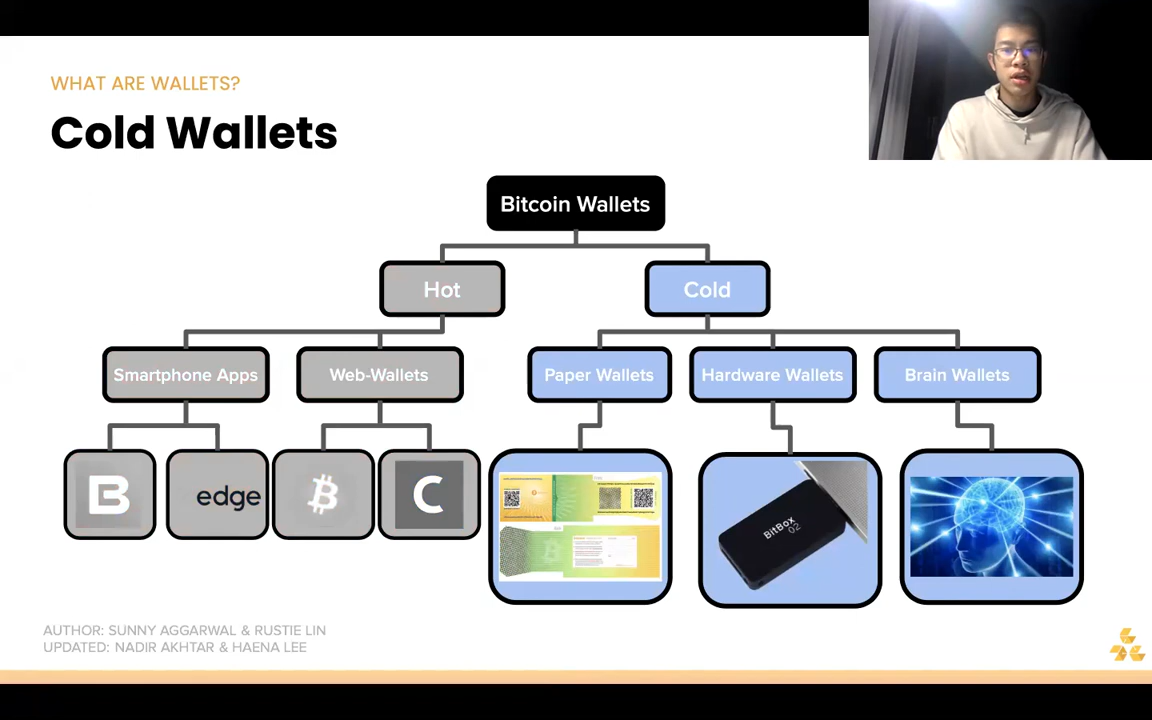 WHAT ARE WALLETS?
Cold Wallets
Bitcoin Wallets
Hot
Cold
Smartphone Apps
Web-Wallets
Paper Wallets
Hardware Wallets
Brain Wallets
B
edge
₿
C
BitBox
02
AUTHOR: SUNNY AGGARWAL & RUSTIE LIN
UPDATED: NADIR AKHTAR & HAENA LEE